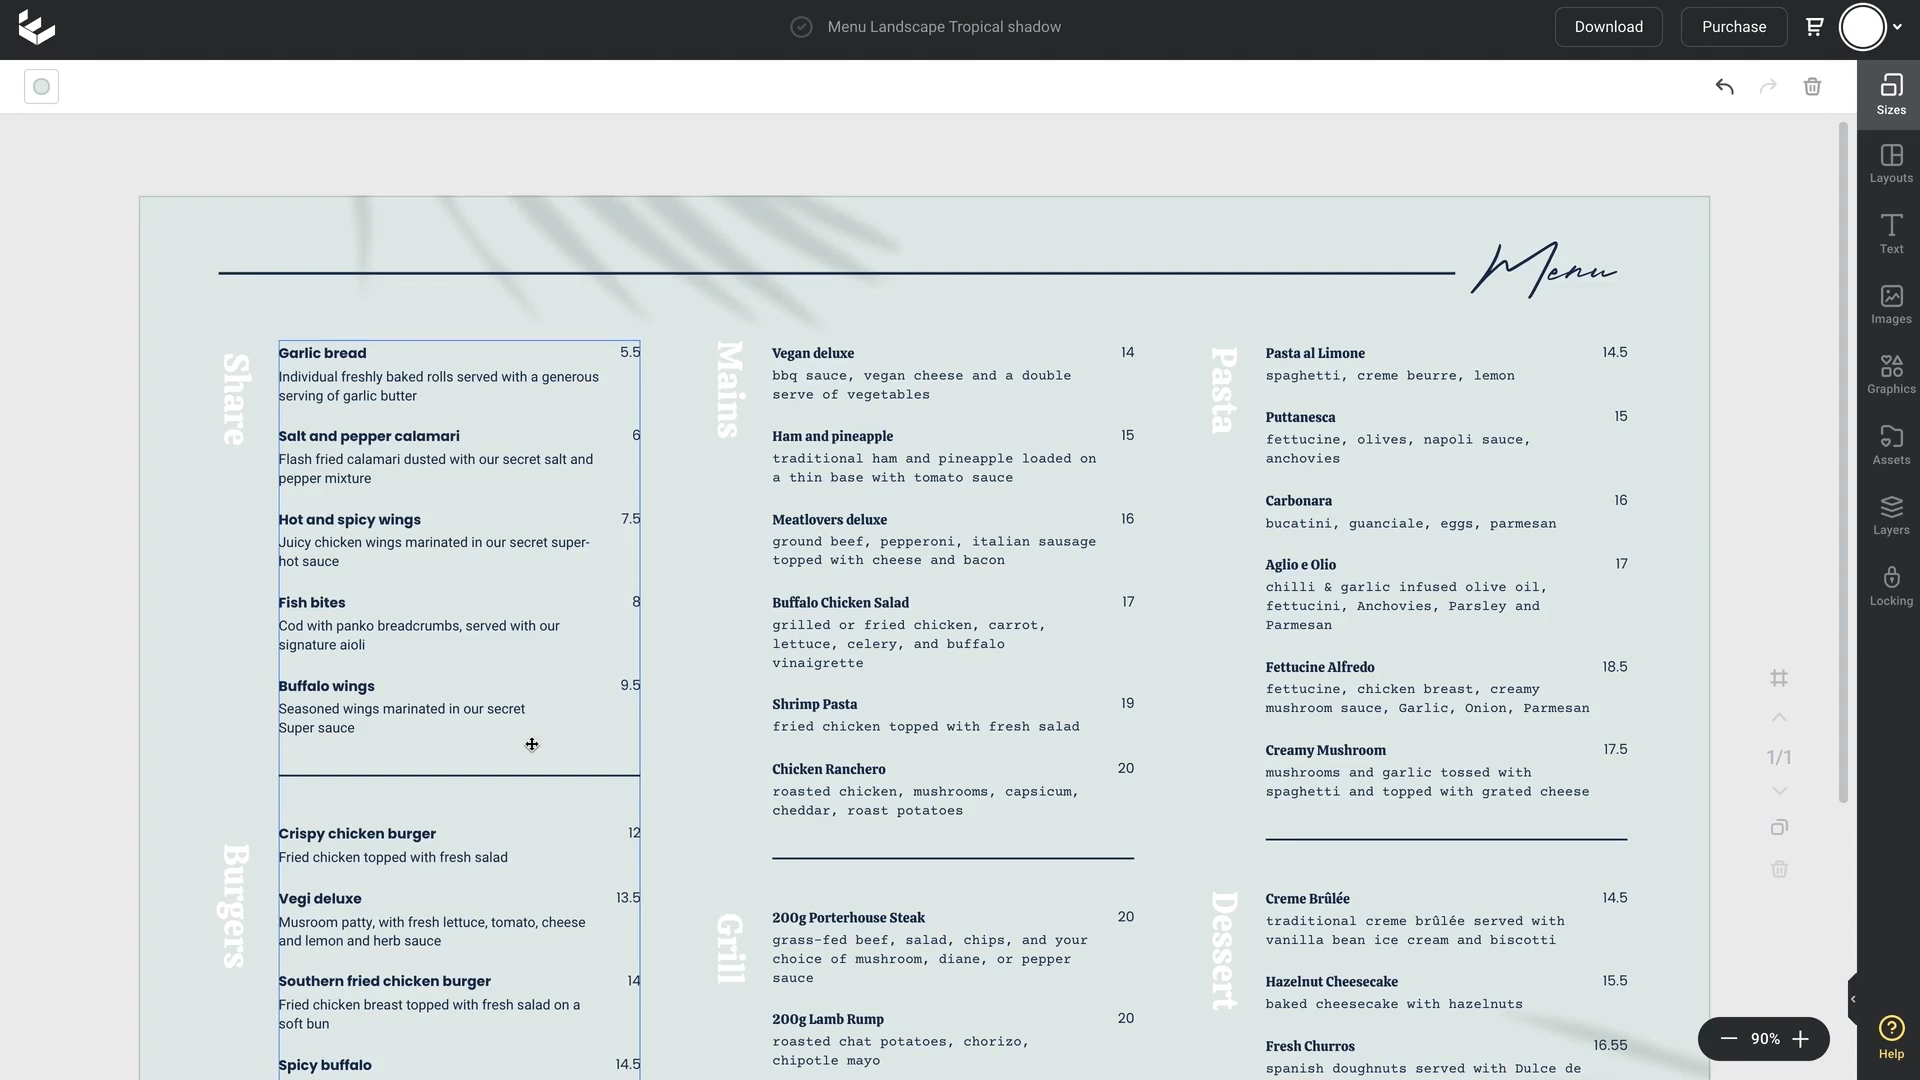 Menu Landscape Tropical shadow
Download
Purchase
Sizes
Layouts
Text
Images
Graphics
Assets
Layers
Locking
Menu
Share
Garlic bread 5.5
Individual freshly baked rolls served with a generous
serving of garlic butter
Salt and pepper calamari 6
Flash fried calamari dusted with our secret salt and
pepper mixture
Hot and spicy wings 7.5
Juicy chicken wings marinated in our secret super-
hot sauce
Fish bites 8
Cod with panko breadcrumbs, served with our
signature aioli
Buffalo wings 9.5
Seasoned wings marinated in our secret
Super sauce
Burgers
Crispy chicken burger 12
Fried chicken topped with fresh salad
Vegi deluxe 13.5
Musroom patty, with fresh lettuce, tomato, cheese
and lemon and herb sauce
Southern fried chicken burger 14
Fried chicken breast topped with fresh salad on a
soft bun
Spicy buffalo 14.5
Mains
Vegan deluxe 14
bbq sauce, vegan cheese and a double
serve of vegetables
Ham and pineapple 15
traditional ham and pineapple loaded on
a thin base with tomato sauce
Meatlovers deluxe 16
ground beef, pepperoni, italian sausage
topped with cheese and bacon
Buffalo Chicken Salad 17
grilled or fried chicken, carrot,
lettuce, celery, and buffalo
vinaigrette
Shrimp Pasta 19
fried chicken topped with fresh salad
Chicken Ranchero 20
roasted chicken, mushrooms, capsicum,
cheddar, roast potatoes
Grill
200g Porterhouse Steak 20
grass-fed beef, salad, chips, and your
choice of mushroom, diane, or pepper
sauce
200g Lamb Rump 20
roasted chat potatoes, chorizo,
chipotle mayo
Pasta
Pasta al Limone 14.5
spaghetti, creme beurre, lemon
Puttanesca 15
fettucine, olives, napoli sauce,
anchovies
Carbonara 16
bucatini, guanciale, eggs, parmesan
Aglio e Olio 17
chilli & garlic infused olive oil,
fettucini, Anchovies, Parsley and
Parmesan
Fettucine Alfredo 18.5
fettucine, chicken breast, creamy
mushroom sauce, Garlic, Onion, Parmesan
Creamy Mushroom 17.5
mushrooms and garlic tossed with
spaghetti and topped with grated cheese
Dessert
Creme Brûlée 14.5
traditional creme brûlée served with
vanilla bean ice cream and biscotti
Hazelnut Cheesecake 15.5
baked cheesecake with hazelnuts
Fresh Churros 16.55
spanish doughnuts served with Dulce de
1/1
90%
Help